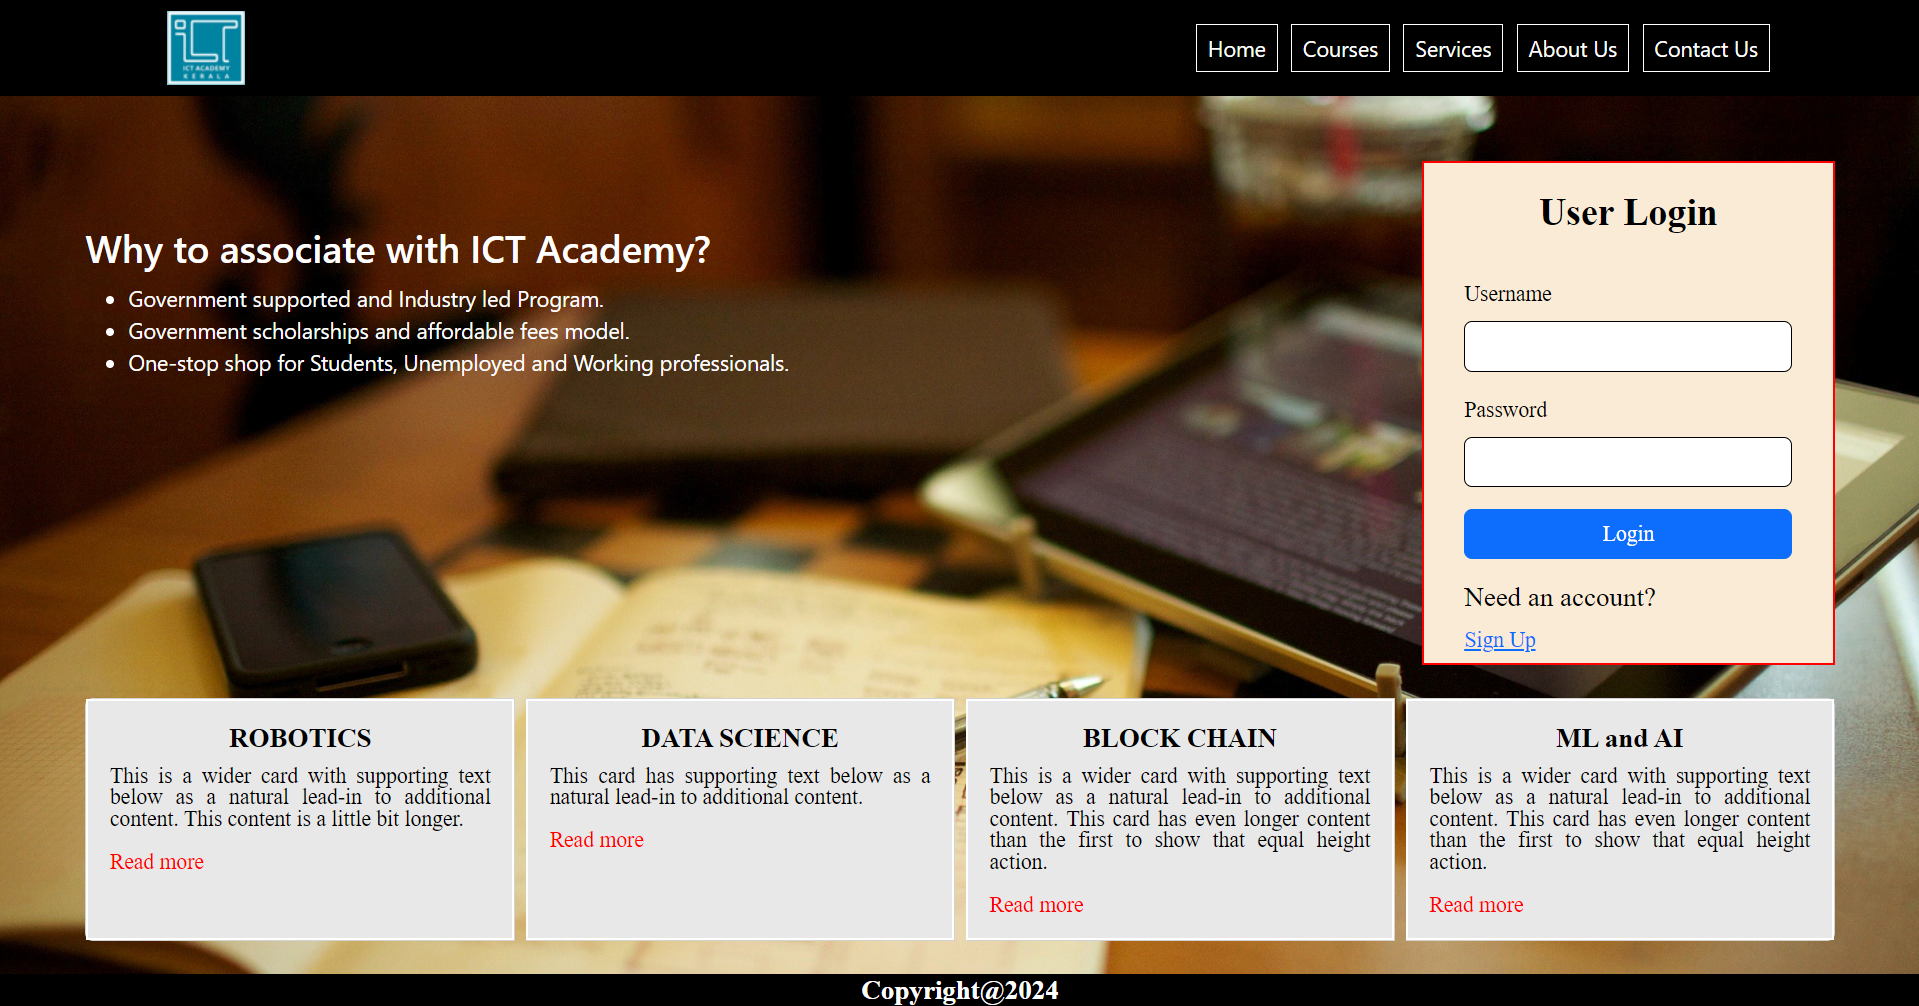 ICT ACADEMY
KERALA
Home Courses Services About Us Contact Us
Why to associate with ICT Academy?
Government supported and Industry led Program.
Government scholarships and affordable fees model.
One-stop shop for Students, Unemployed and Working professionals.
User Login
Username
Password
Login
Need an account?
Sign Up
ROBOTICS
This is a wider card with supporting text
below as a natural lead-in to additional
content. This content is a little bit longer.
Read more
DATA SCIENCE
This card has supporting text below as a
natural lead-in to additional content.
Read more
BLOCK CHAIN
This is a wider card with supporting text
below as a natural lead-in to additional
content. This card has even longer content
than the first to show that equal height
action.
Read more
ML and AI
This is a wider card with supporting text
below as a natural lead-in to additional
content. This card has even longer content
than the first to show that equal height
action.
Read more
Copyright@2024